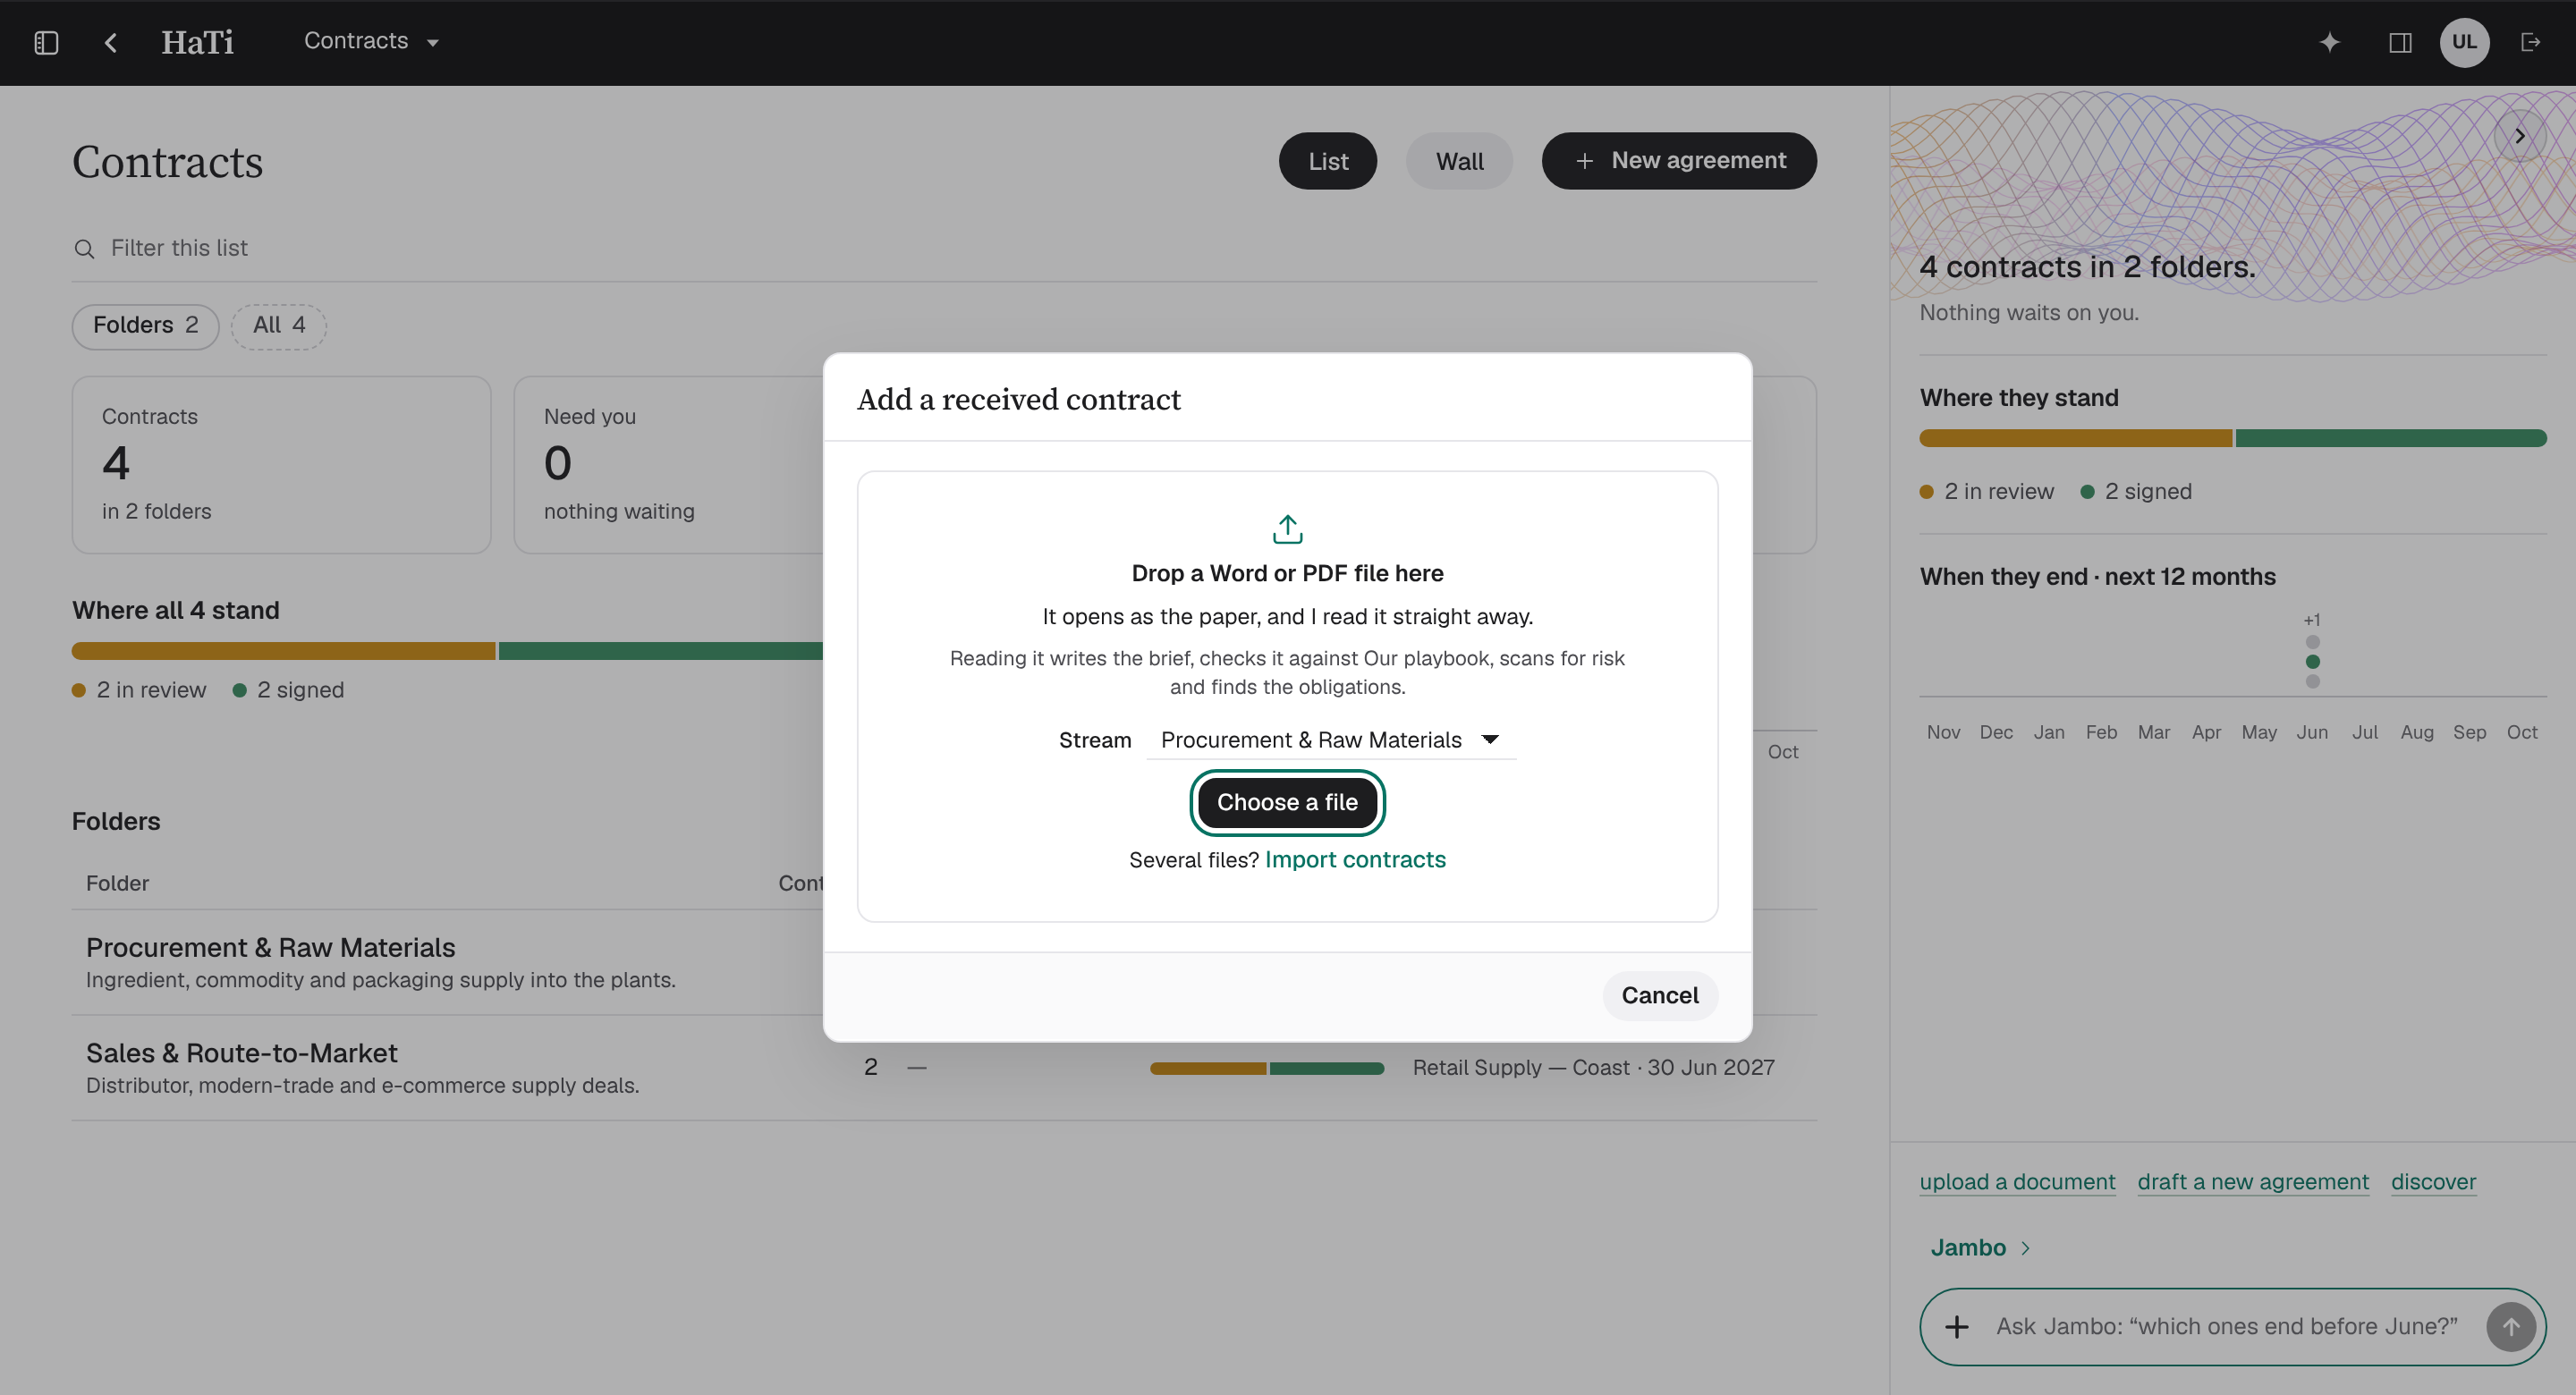 HaTi
Contracts
UL
Contracts
List
Wall
New agreement
Filter this list
Folders 2
All 4
Contracts
4
in 2 folders
Need you
0
nothing waiting
Where all 4 stand
2 in review
2 signed
Oct
Folders
Folder
Cont
Procurement & Raw Materials
Ingredient, commodity and packaging supply into the plants.
Sales & Route-to-Market
Distributor, modern-trade and e-commerce supply deals.
2 —
Retail Supply — Coast · 30 Jun 2027
Add a received contract
Drop a Word or PDF file here
It opens as the paper, and I read it straight away.
Reading it writes the brief, checks it against Our playbook, scans for risk
and finds the obligations.
Stream Procurement & Raw Materials
Choose a file
Several files? Import contracts
Cancel
4 contracts in 2 folders.
Nothing waits on you.
Where they stand
2 in review
2 signed
When they end · next 12 months
+1
Nov Dec Jan Feb Mar Apr May Jun Jul Aug Sep Oct
upload a document draft a new agreement discover
Jambo
Ask Jambo: “which ones end before June?”